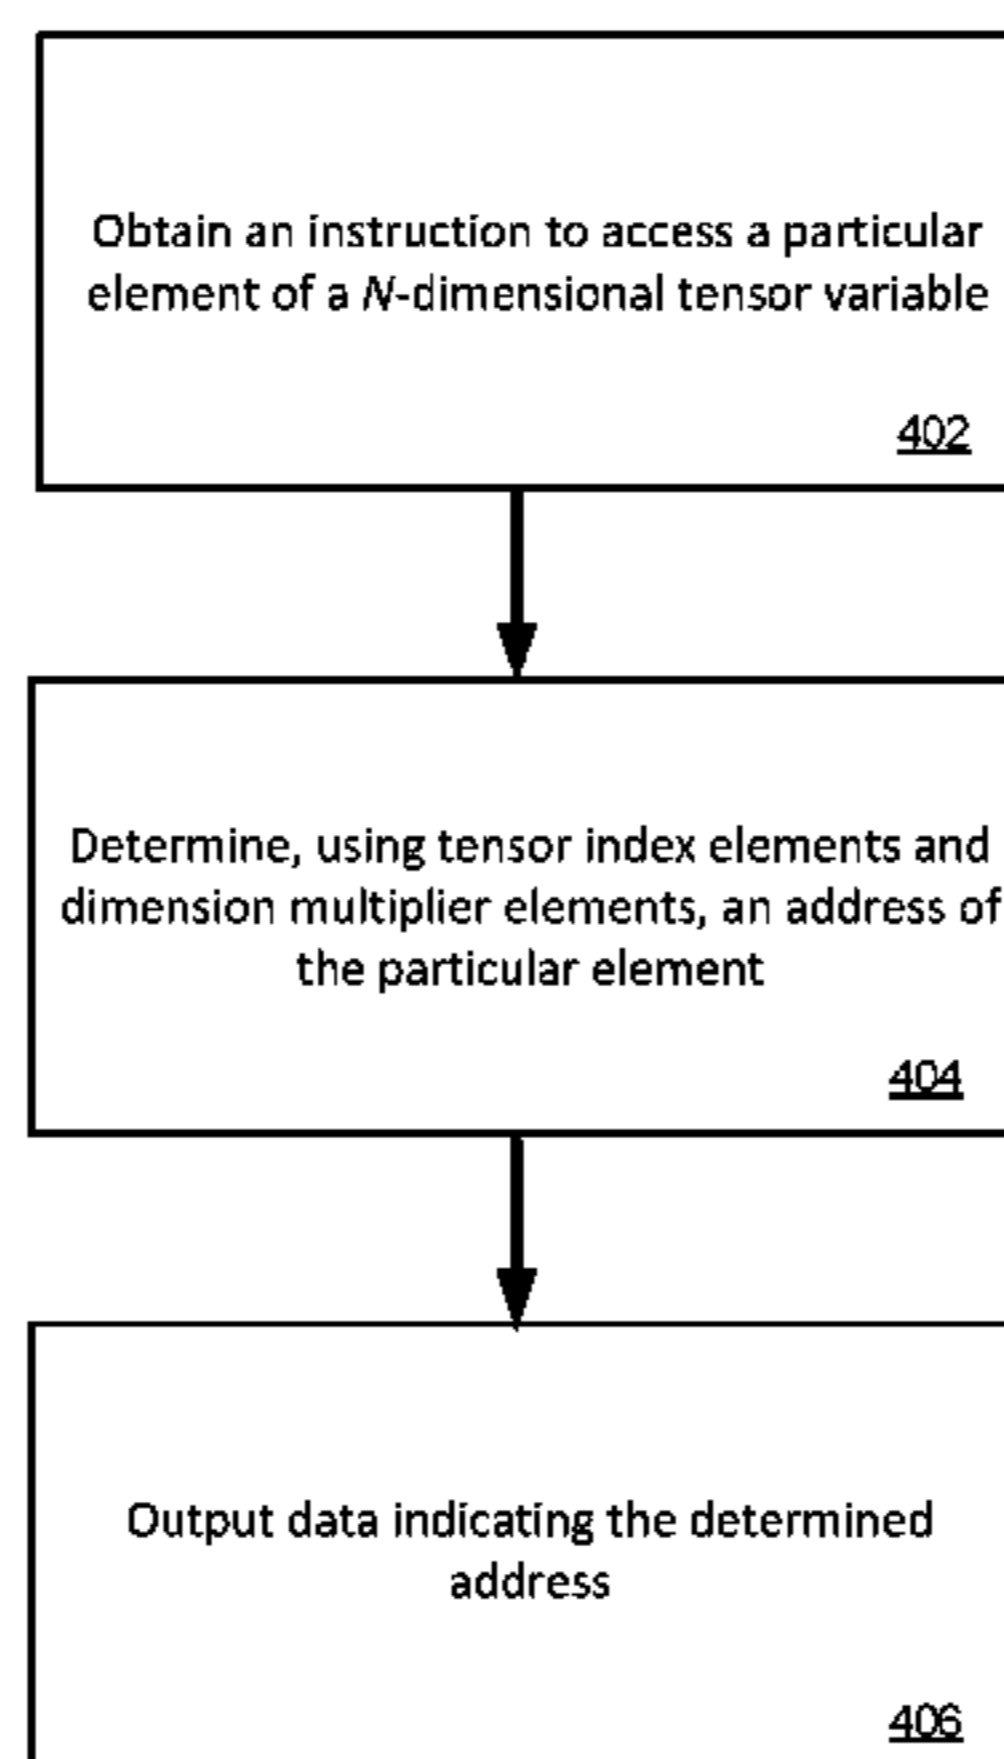 Obtain an instruction to access a particular
element of a N-dimensional tensor variable
402
Determine, using tensor index elements and
dimension multiplier elements, an address of
the particular element
404
Output data indicating the determined
address
406